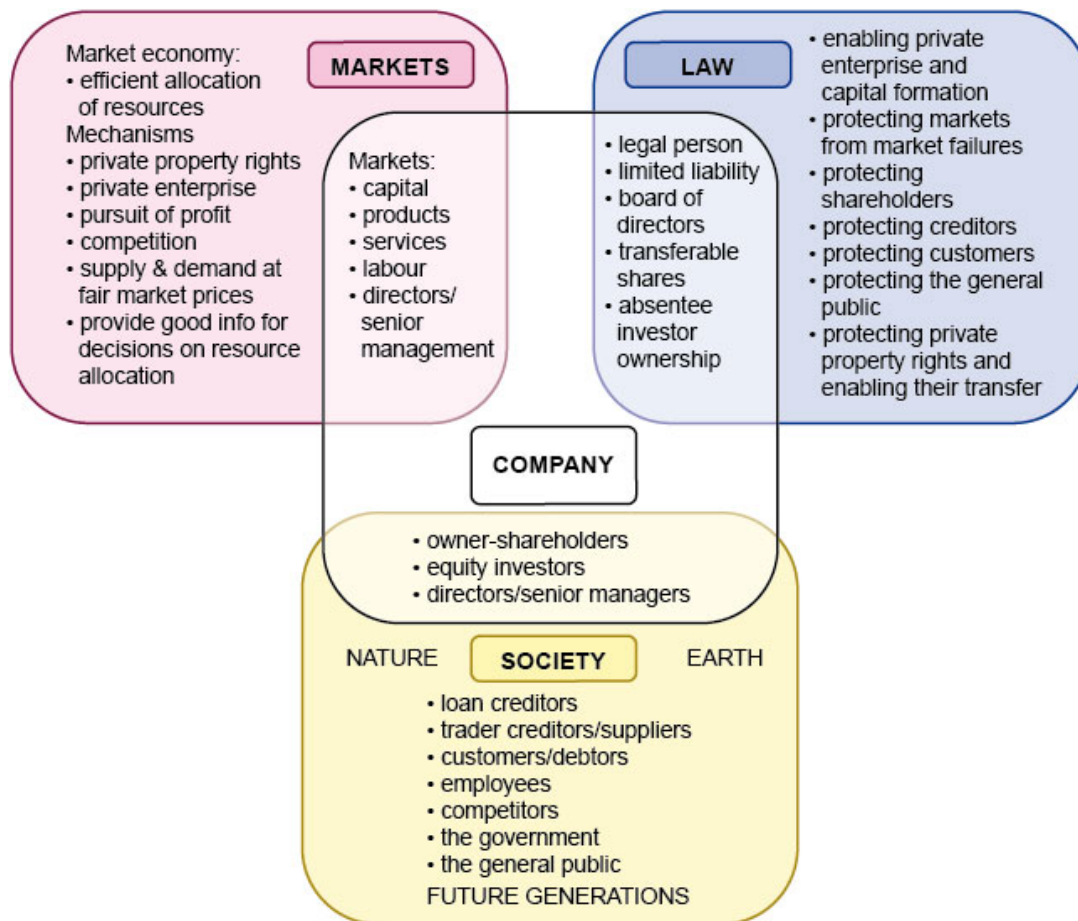 Market economy:
• efficient allocation
of resources
Mechanisms
• private property rights
• private enterprise
• pursuit of profit
• competition
• supply & demand at
fair market prices
• provide good info for
decisions on resource
allocation
MARKETS
Markets:
• capital
• products
• services
• labour
• directors/
senior
management
LAW
• legal person
• limited liability
• board of
directors
• transferable
shares
• absentee
investor
ownership
• enabling private
enterprise and
capital formation
• protecting markets
from market failures
• protecting
shareholders
• protecting creditors
• protecting customers
• protecting the general
public
• protecting private
property rights and
enabling their transfer
COMPANY
• owner-shareholders
• equity investors
• directors/senior managers
NATURE
SOCIETY
EARTH
• loan creditors
• trader creditors/suppliers
• customers/debtors
• employees
• competitors
• the government
• the general public
FUTURE GENERATIONS